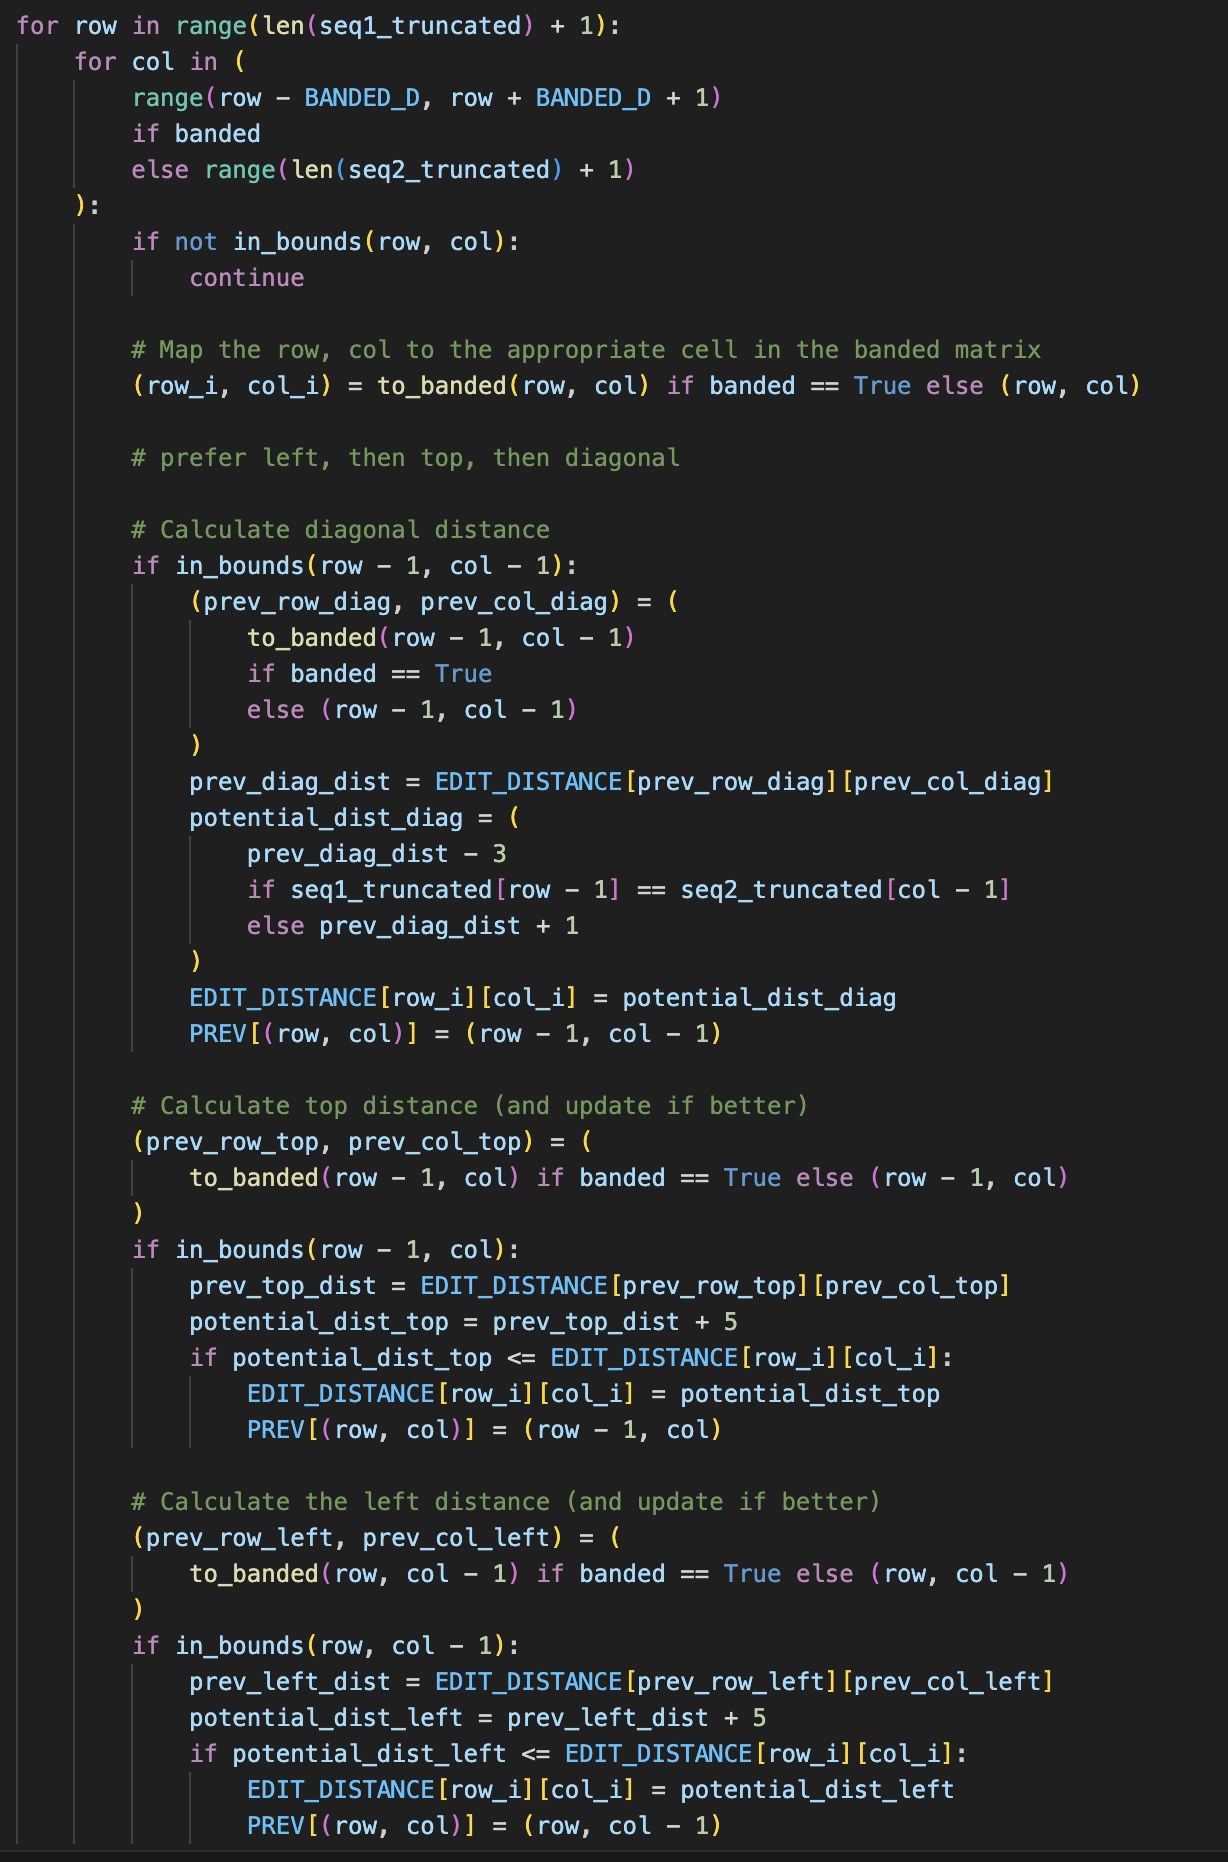 for row in range(len(seq1_truncated) + 1):
    for col in (
        range(row - BANDED_D, row + BANDED_D + 1)
        if banded
        else range(len(seq2_truncated) + 1)
    ):
        if not in_bounds(row, col):
            continue

        # Map the row, col to the appropriate cell in the banded matrix
        (row_i, col_i) = to_banded(row, col) if banded == True else (row, col)

        # prefer left, then top, then diagonal

        # Calculate diagonal distance
        if in_bounds(row - 1, col - 1):
            (prev_row_diag, prev_col_diag) = (
                to_banded(row - 1, col - 1)
                if banded == True
                else (row - 1, col - 1)
            )
            prev_diag_dist = EDIT_DISTANCE[prev_row_diag][prev_col_diag]
            potential_dist_diag = (
                prev_diag_dist - 3
                if seq1_truncated[row - 1] == seq2_truncated[col - 1]
                else prev_diag_dist + 1
            )
            EDIT_DISTANCE[row_i][col_i] = potential_dist_diag
            PREV[(row, col)] = (row - 1, col - 1)

        # Calculate top distance (and update if better)
        (prev_row_top, prev_col_top) = (
            to_banded(row - 1, col) if banded == True else (row - 1, col)
        )
        if in_bounds(row - 1, col):
            prev_top_dist = EDIT_DISTANCE[prev_row_top][prev_col_top]
            potential_dist_top = prev_top_dist + 5
            if potential_dist_top <= EDIT_DISTANCE[row_i][col_i]:
                EDIT_DISTANCE[row_i][col_i] = potential_dist_top
                PREV[(row, col)] = (row - 1, col)

        # Calculate the left distance (and update if better)
        (prev_row_left, prev_col_left) = (
            to_banded(row, col - 1) if banded == True else (row, col - 1)
        )
        if in_bounds(row, col - 1):
            prev_left_dist = EDIT_DISTANCE[prev_row_left][prev_col_left]
            potential_dist_left = prev_left_dist + 5
            if potential_dist_left <= EDIT_DISTANCE[row_i][col_i]:
                EDIT_DISTANCE[row_i][col_i] = potential_dist_left
                PREV[(row, col)] = (row, col - 1)